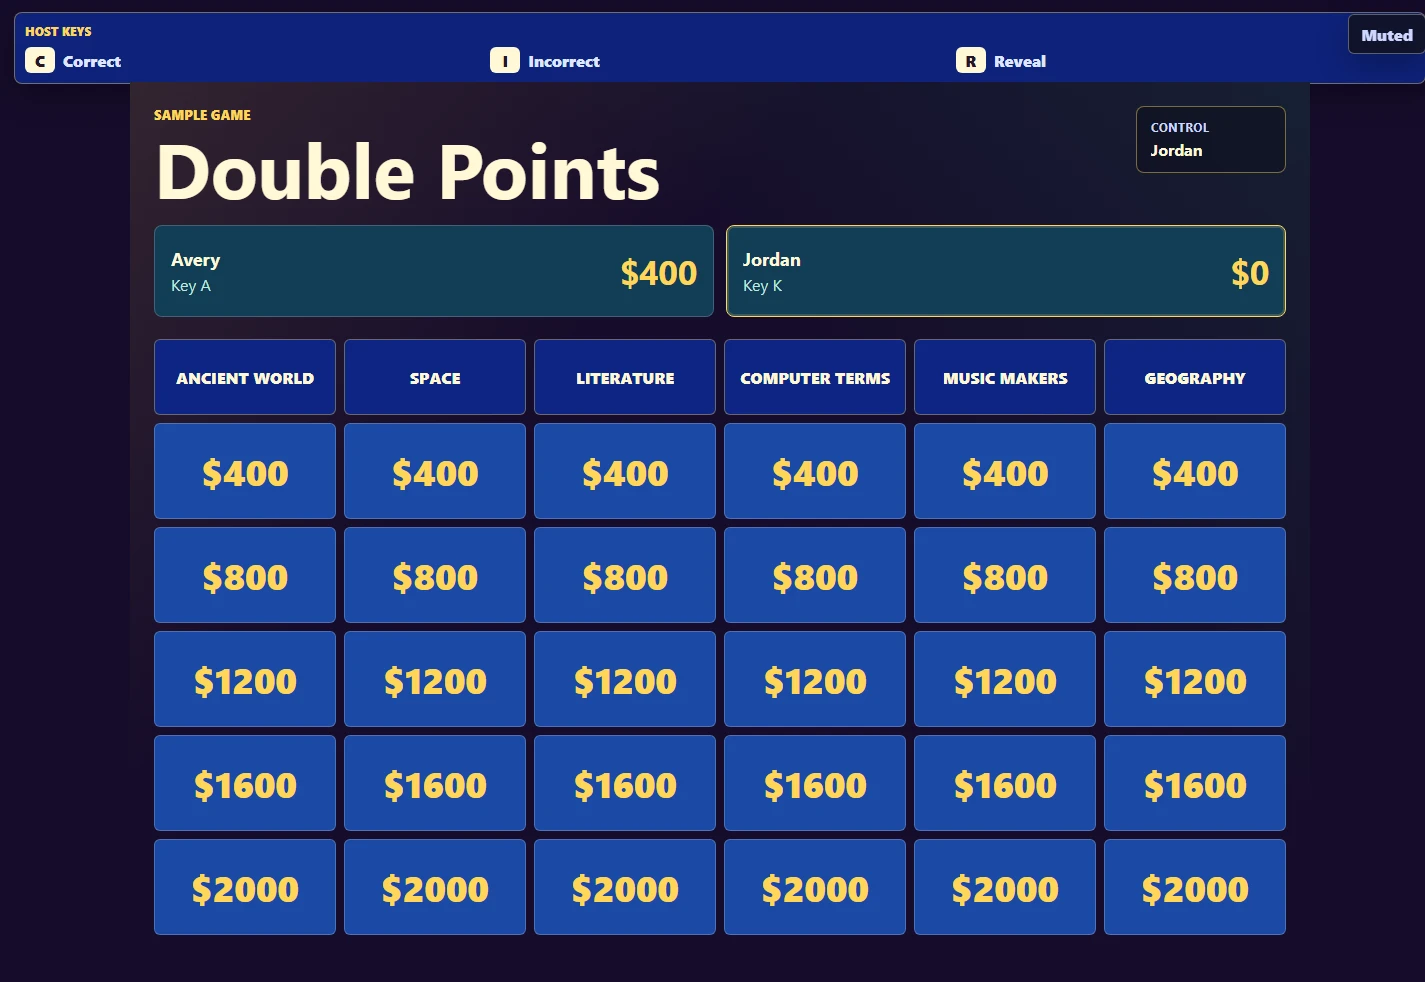 HOST KEYS
C Correct
I Incorrect
R Reveal
Muted
SAMPLE GAME
Double Points
CONTROL
Jordan
Avery
Key A
$400
Jordan
Key K
$0
ANCIENT WORLD SPACE LITERATURE COMPUTER TERMS MUSIC MAKERS GEOGRAPHY
$400 $400 $400 $400 $400 $400
$800 $800 $800 $800 $800 $800
$1200 $1200 $1200 $1200 $1200 $1200
$1600 $1600 $1600 $1600 $1600 $1600
$2000 $2000 $2000 $2000 $2000 $2000